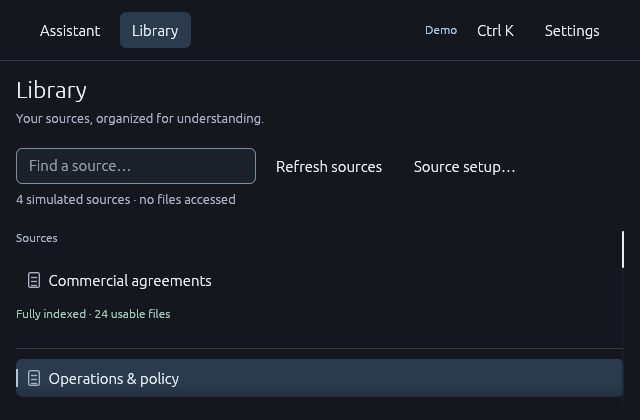 Assistant Library Demo Ctrl K Settings
Library
Your sources, organized for understanding.
Find a source…
Refresh sources Source setup…
4 simulated sources · no files accessed
Sources
Commercial agreements
Fully indexed · 24 usable files
Operations & policy